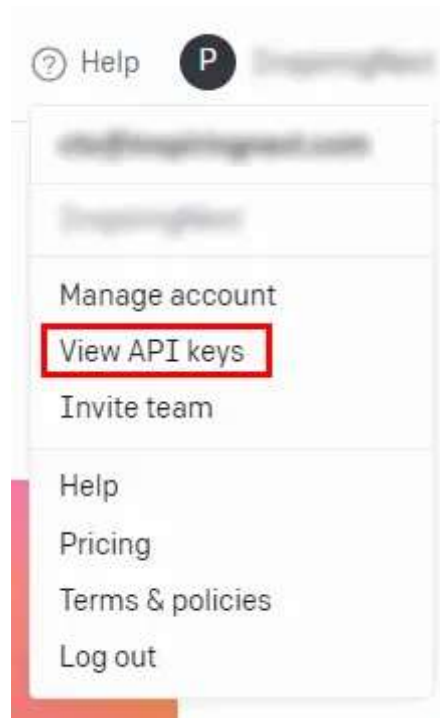 Help P
Manage account
View API keys
Invite team
Help
Pricing
Terms & policies
Log out